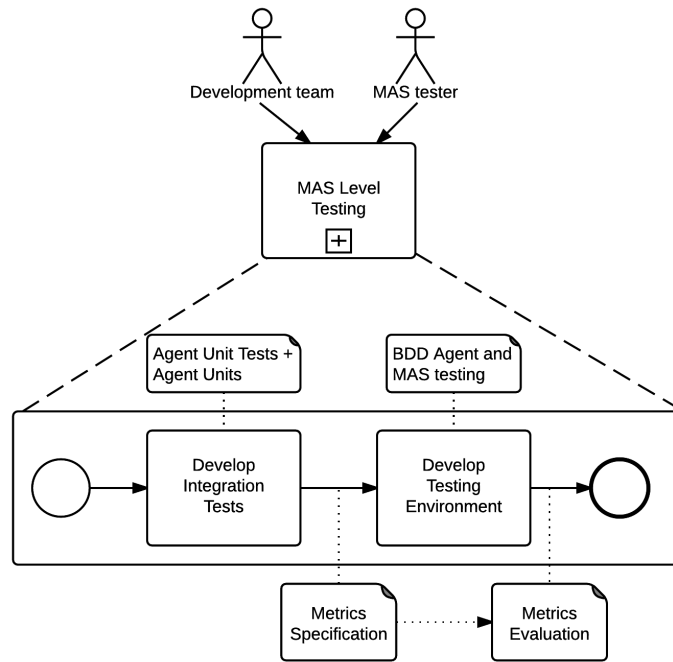 Development team
MAS tester
MAS Level
Testing
Agent Unit Tests +
Agent Units
BDD Agent and
MAS testing
Develop
Integration
Tests
Develop
Testing
Environment
Metrics
Specification
Metrics
Evaluation